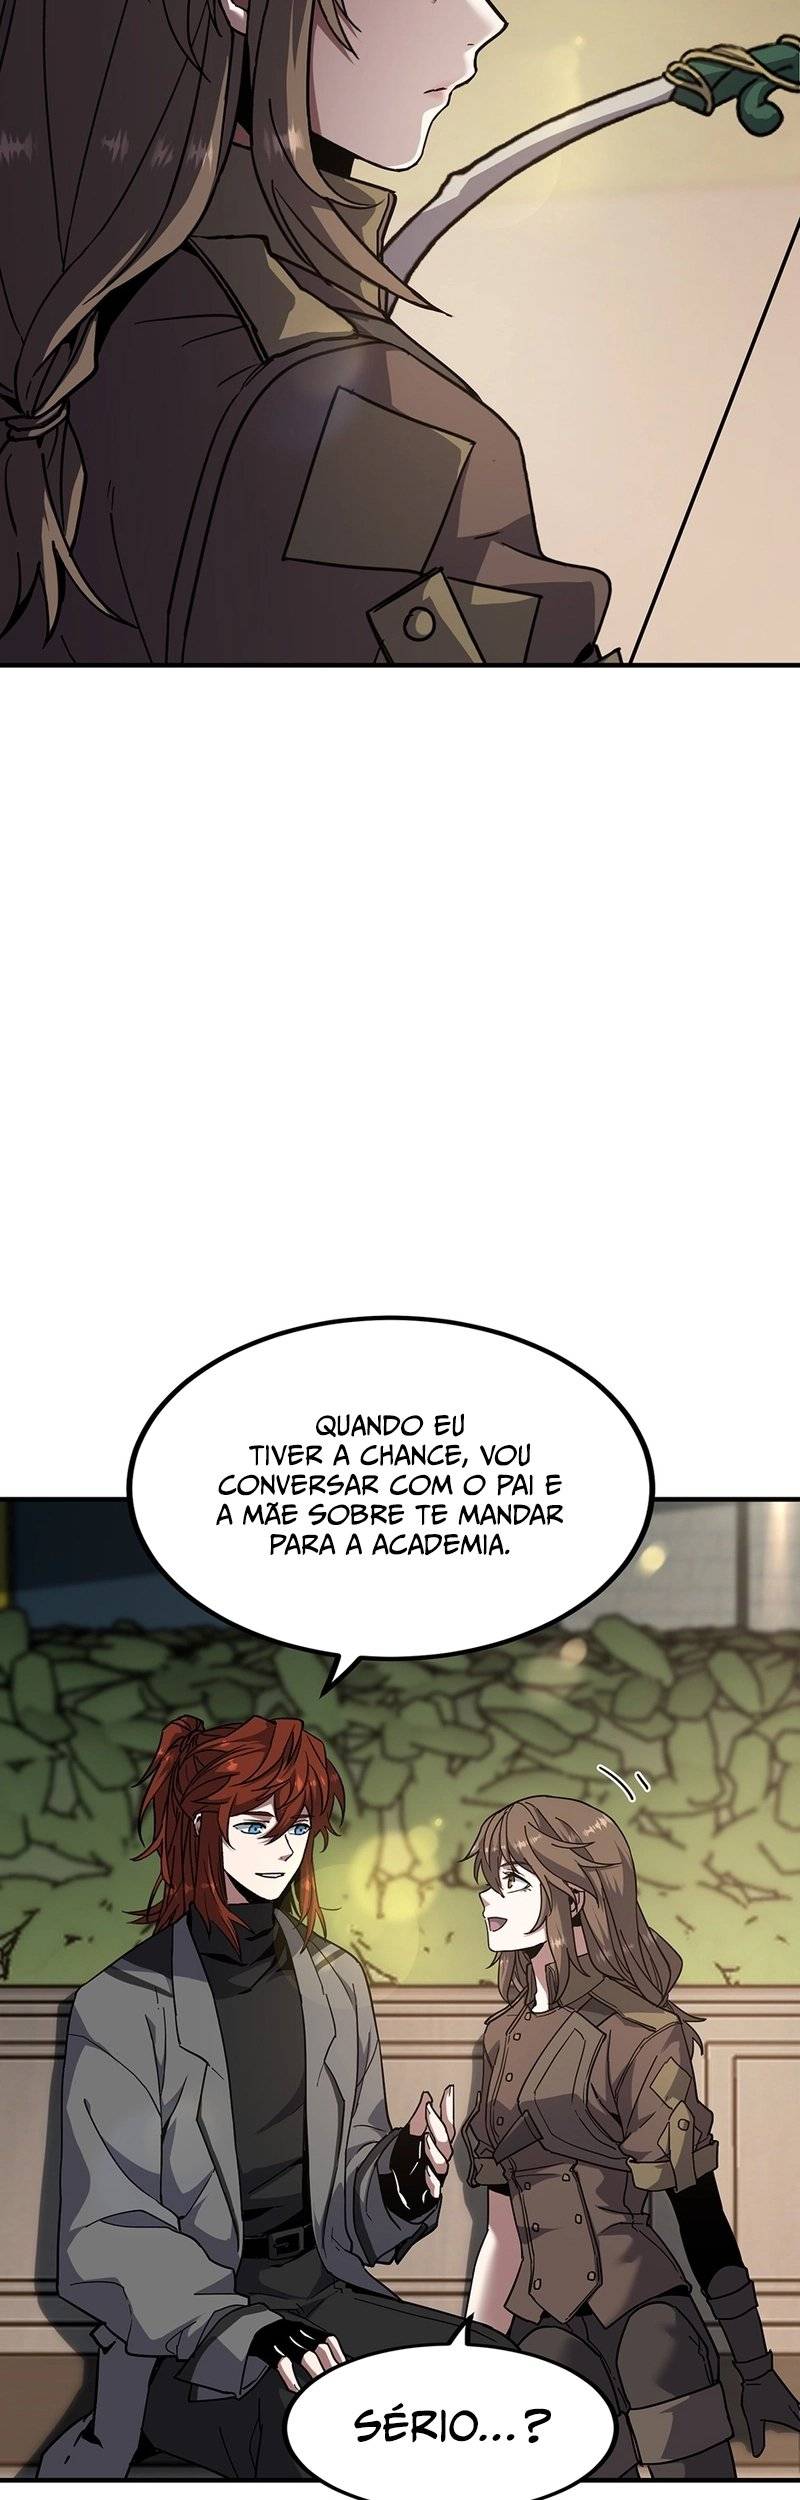 QUANDO EU
TIVER A CHANCE, VOU
CONVERSAR COM O PAI E
A MÃE SOBRE TE MANDAR
PARA A ACADEMIA.
SÉRIO...?